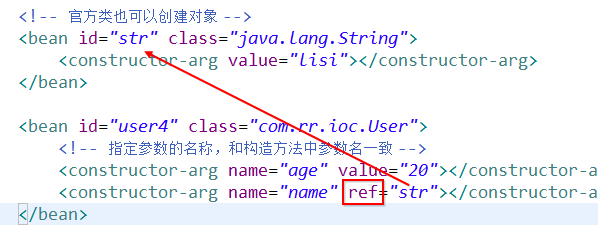 <!-- 官方类也可以创建对象 -->
<bean id="str" class="java.lang.String">
<constructor-arg value="lisi"></constructor-arg>
</bean>
<bean id="user4" class="com.rr.ioc.User">
<!-- 指定参数的名称，和构造方法中参数名一致 -->
<constructor-arg name="age" value="20"></constructor-a
<constructor-arg name="name" ref="str"></constructor-a
</bean>